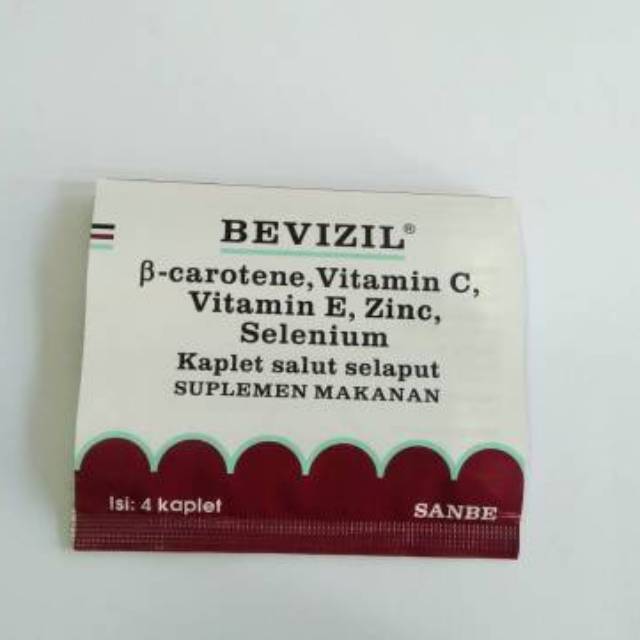 BEVIZIL®
β-carotene, Vitamin C,
Vitamin E, Zinc,
Selenium
Kaplet salut selaput
SUPLEMEN MAKANAN
Isi: 4 kaplet
SANBE